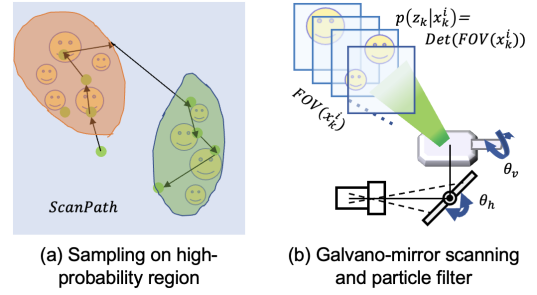 ScanPath
(a) Sampling on high-
probability region
p(z_k|x_k^i)=
Det(FOV(x_k^i))
FOV(x_k^i)
θ_v
θ_h
(b) Galvano-mirror scanning
and particle filter